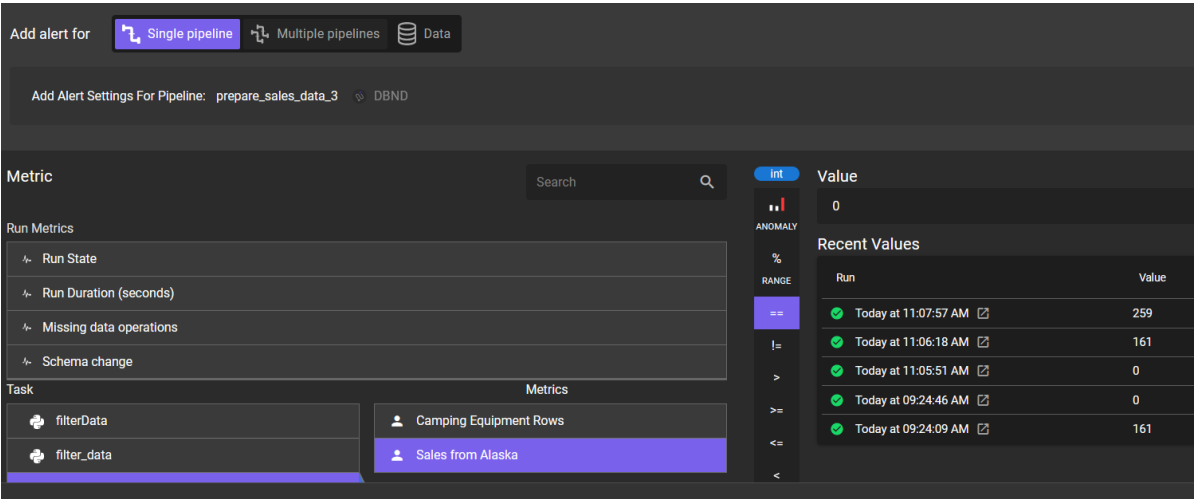 Add alert for Single pipeline Multiple pipelines Data
Add Alert Settings For Pipeline: prepare_sales_data_3 DBND
Metric
Search
Run Metrics
Run State
Run Duration (seconds)
Missing data operations
Schema change
Task Metrics
filterData
filter_data
Camping Equipment Rows
Sales from Alaska
int
ANOMALY
%
RANGE
==
!=
>
>=
<=
<
Value
0
Recent Values
Run Value
Today at 11:07:57 AM 259
Today at 11:06:18 AM 161
Today at 11:05:51 AM 0
Today at 09:24:46 AM 0
Today at 09:24:09 AM 161